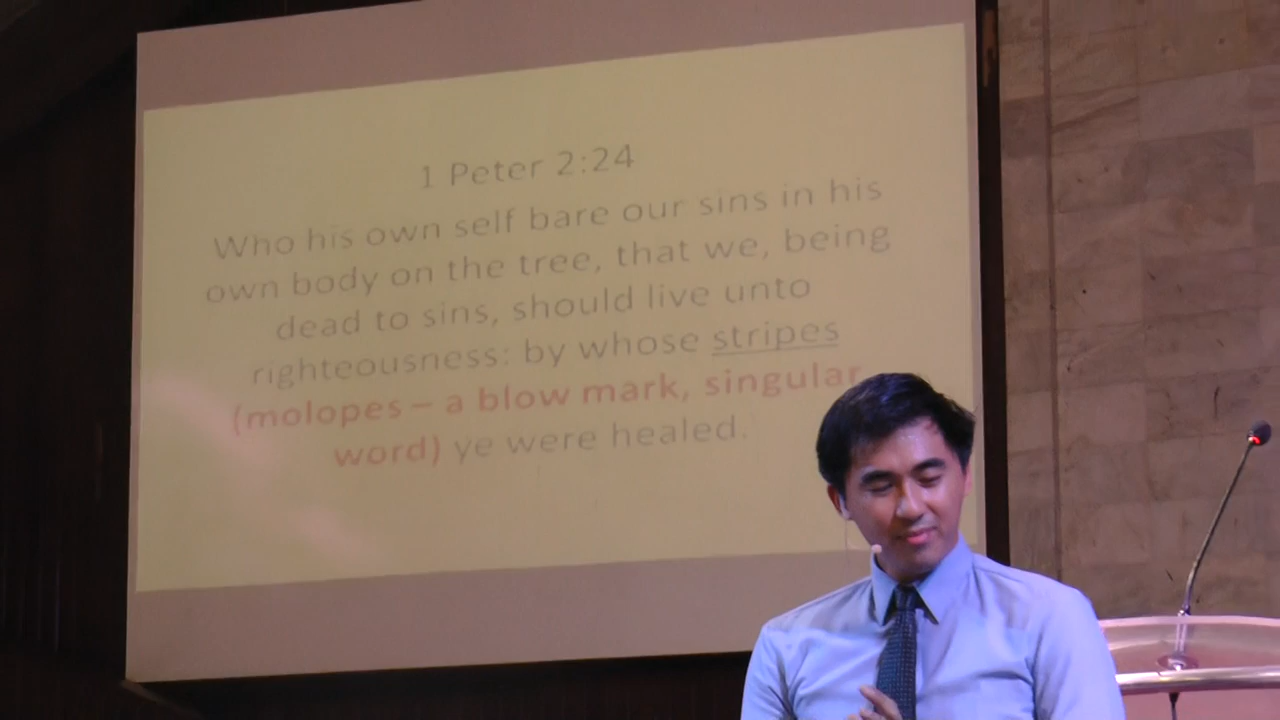 1 Peter 2:24
Who his own self bare our sins in his
own body on the tree, that we, being
dead to sins, should live unto
righteousness: by whose stripes
(molopes – a blow mark, singular
word) ye were healed.